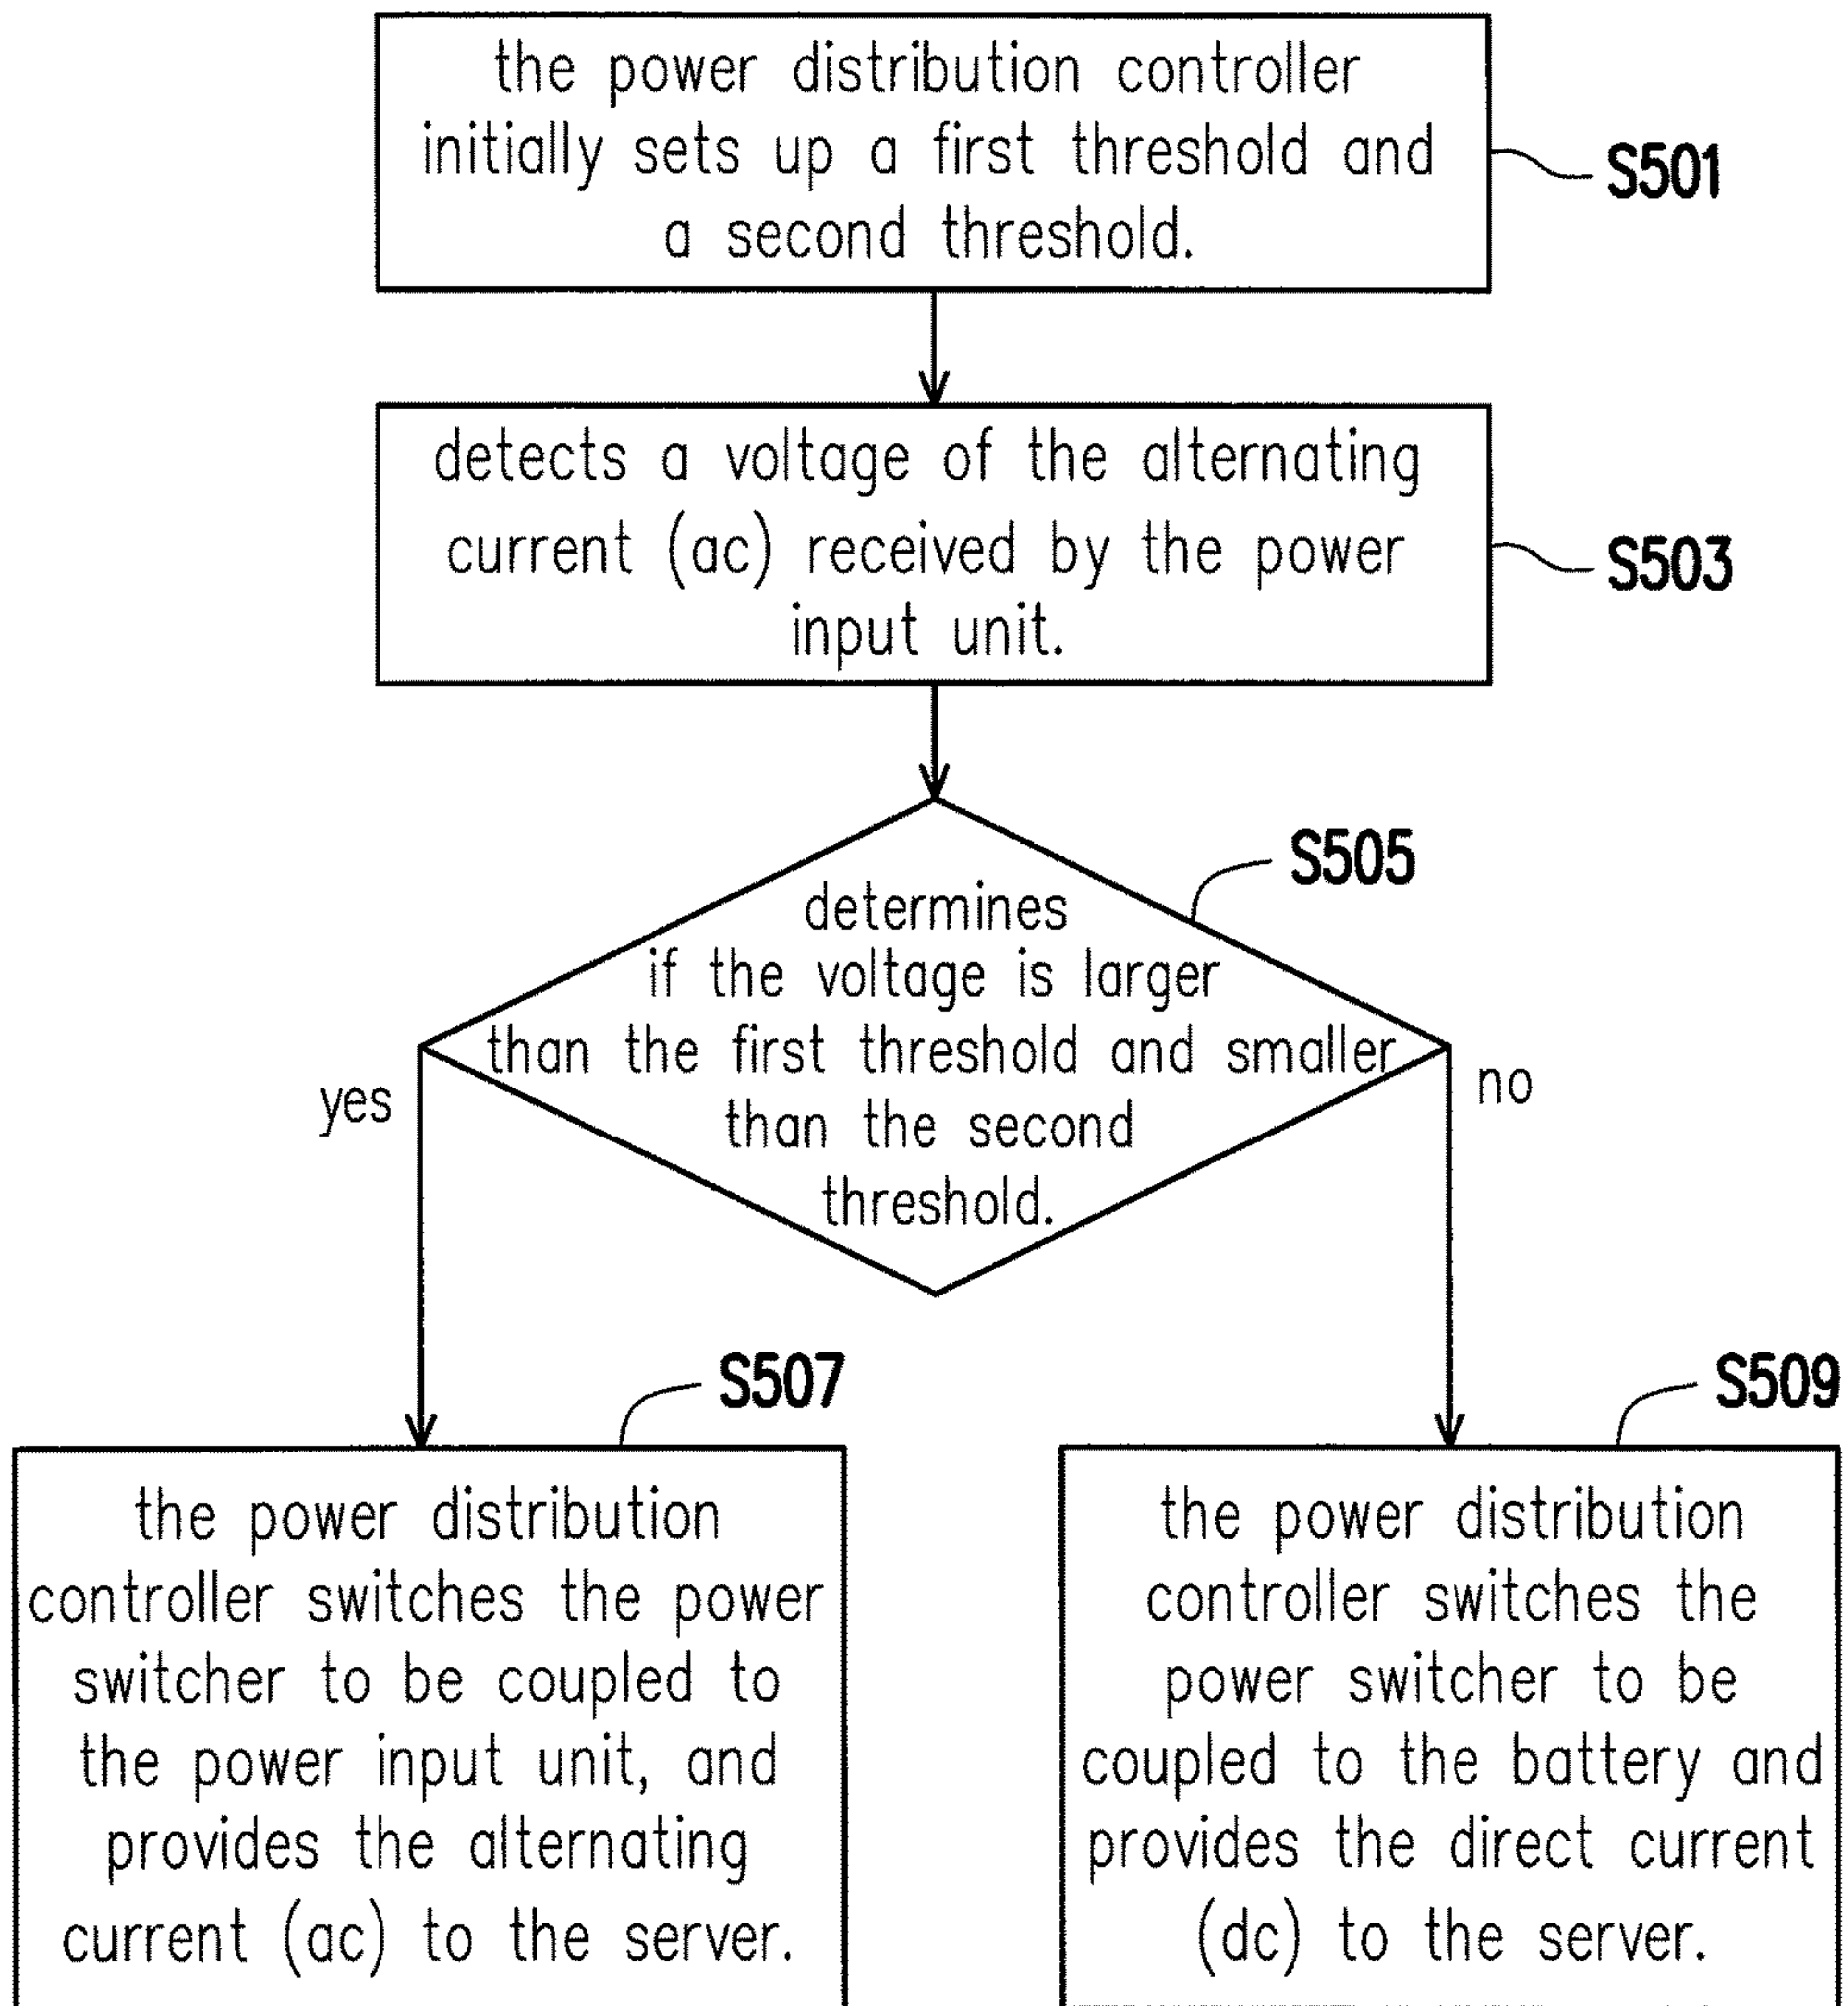 the power distribution controller
initially sets up a first threshold and
a second threshold.
S501
detects a voltage of the alternating
current (ac) received by the power
input unit.
S503
S505
determines
if the voltage is larger
than the first threshold and smaller
than the second
threshold.
yes
no
S507
the power distribution
controller switches the power
switcher to be coupled to
the power input unit, and
provides the alternating
current (ac) to the server.
S509
the power distribution
controller switches the
power switcher to be
coupled to the battery and
provides the direct current
(dc) to the server.